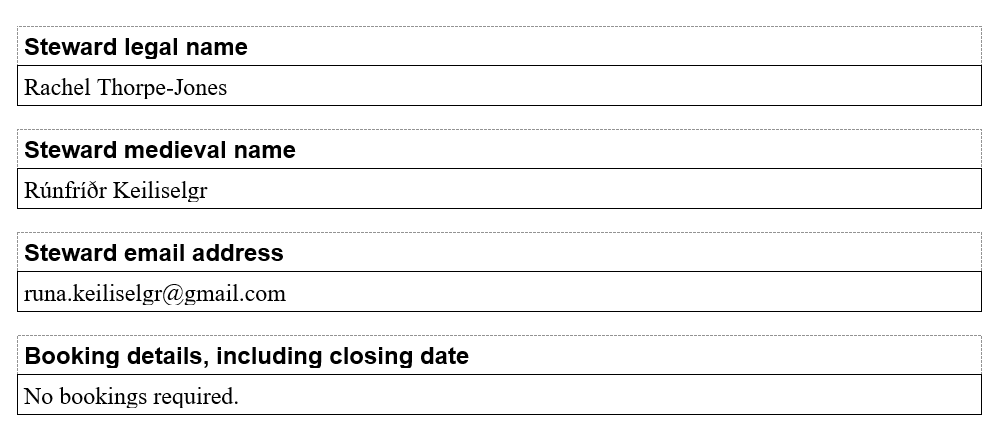 Steward legal name
Rachel Thorpe-Jones
Steward medieval name
Rúnfríðr Keiliselgr
Steward email address
runa.keiliselgr@gmail.com
Booking details, including closing date
No bookings required.